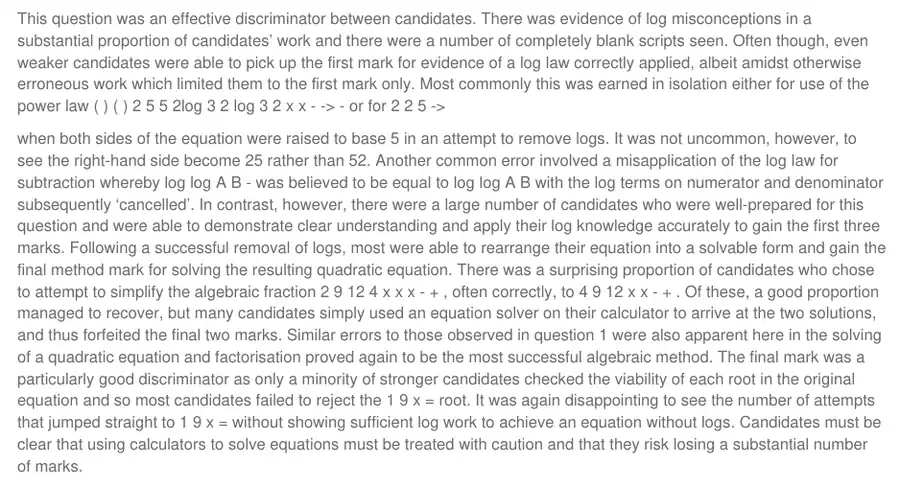 This question was an effective discriminator between candidates. There was evidence of log misconceptions in a
substantial proportion of candidates’ work and there were a number of completely blank scripts seen. Often though, even
weaker candidates were able to pick up the first mark for evidence of a log law correctly applied, albeit amidst otherwise
erroneous work which limited them to the first mark only. Most commonly this was earned in isolation either for use of the
power law ( ) ( ) 2 5 5 2log 3 2 log 3 2 x x - -> - or for 2 2 5 ->
when both sides of the equation were raised to base 5 in an attempt to remove logs. It was not uncommon, however, to
see the right-hand side become 25 rather than 52. Another common error involved a misapplication of the log law for
subtraction whereby log log A B - was believed to be equal to log log A B with the log terms on numerator and denominator
subsequently ‘cancelled’. In contrast, however, there were a large number of candidates who were well-prepared for this
question and were able to demonstrate clear understanding and apply their log knowledge accurately to gain the first three
marks. Following a successful removal of logs, most were able to rearrange their equation into a solvable form and gain the
final method mark for solving the resulting quadratic equation. There was a surprising proportion of candidates who chose
to attempt to simplify the algebraic fraction 2 9 12 4 x x x - + , often correctly, to 4 9 12 x x - + . Of these, a good proportion
managed to recover, but many candidates simply used an equation solver on their calculator to arrive at the two solutions,
and thus forfeited the final two marks. Similar errors to those observed in question 1 were also apparent here in the solving
of a quadratic equation and factorisation proved again to be the most successful algebraic method. The final mark was a
particularly good discriminator as only a minority of stronger candidates checked the viability of each root in the original
equation and so most candidates failed to reject the 1 9 x = root. It was again disappointing to see the number of attempts
that jumped straight to 1 9 x = without showing sufficient log work to achieve an equation without logs. Candidates must be
clear that using calculators to solve equations must be treated with caution and that they risk losing a substantial number
of marks.